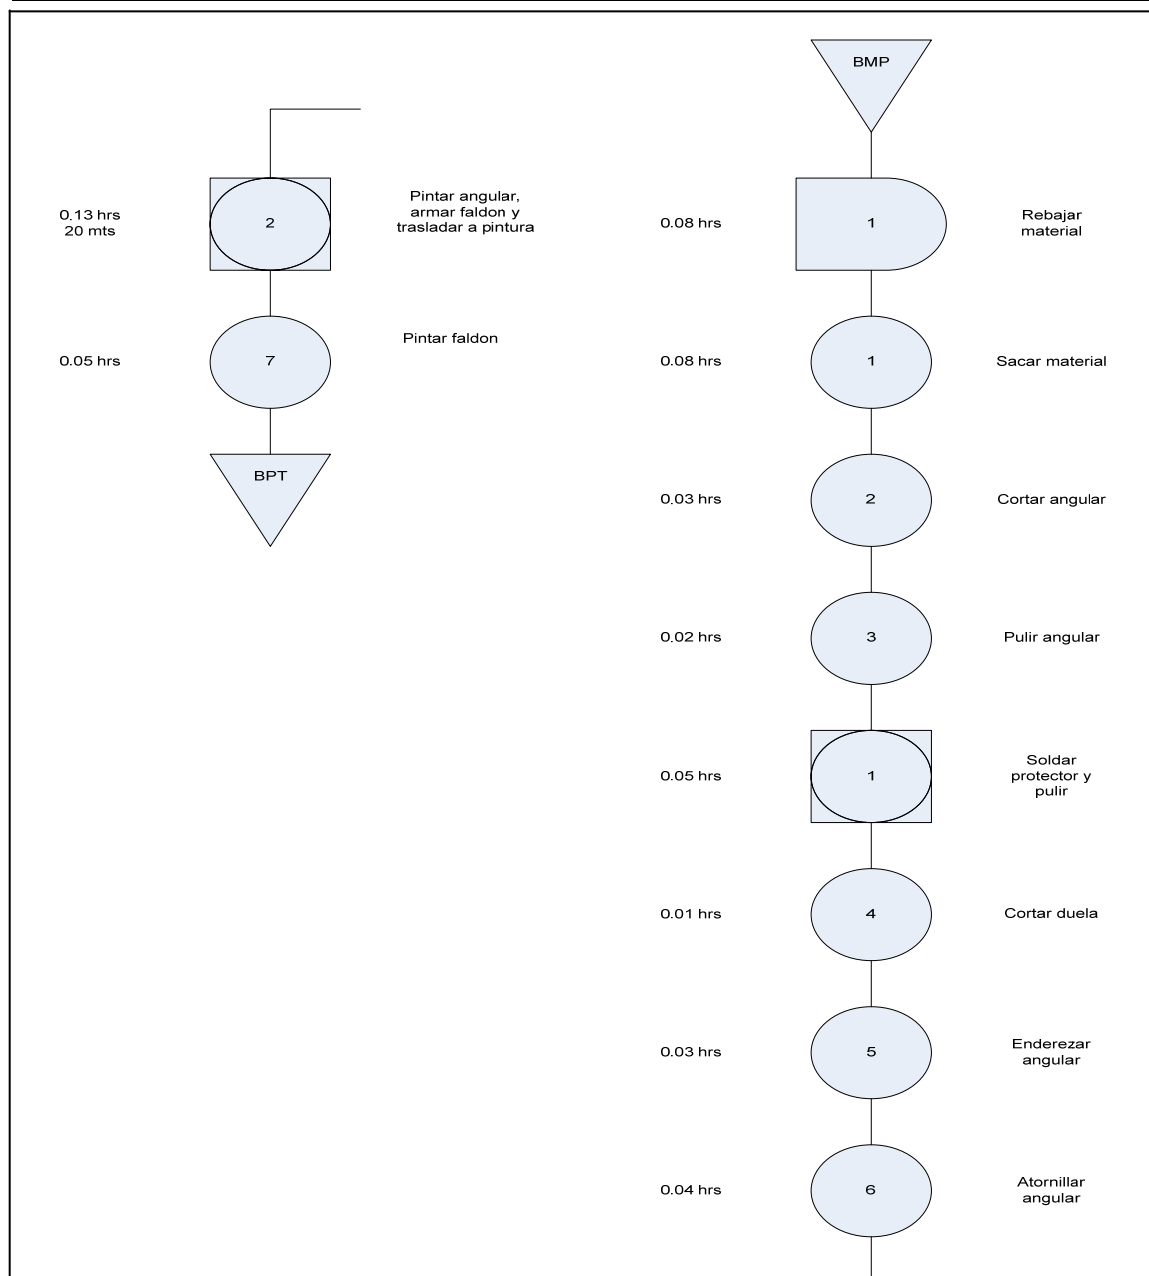 BMP
0.08 hrs
1
Rebajar
material
0.08 hrs
1
Sacar material
0.03 hrs
2
Cortar angular
0.02 hrs
3
Pulir angular
0.05 hrs
1
Soldar
protector y
pulir
0.01 hrs
4
Cortar duela
0.03 hrs
5
Enderezar
angular
0.04 hrs
6
Atornillar
angular
0.13 hrs
20 mts
2
Pintar angular,
armar faldon y
trasladar a pintura
0.05 hrs
7
Pintar faldon
BPT